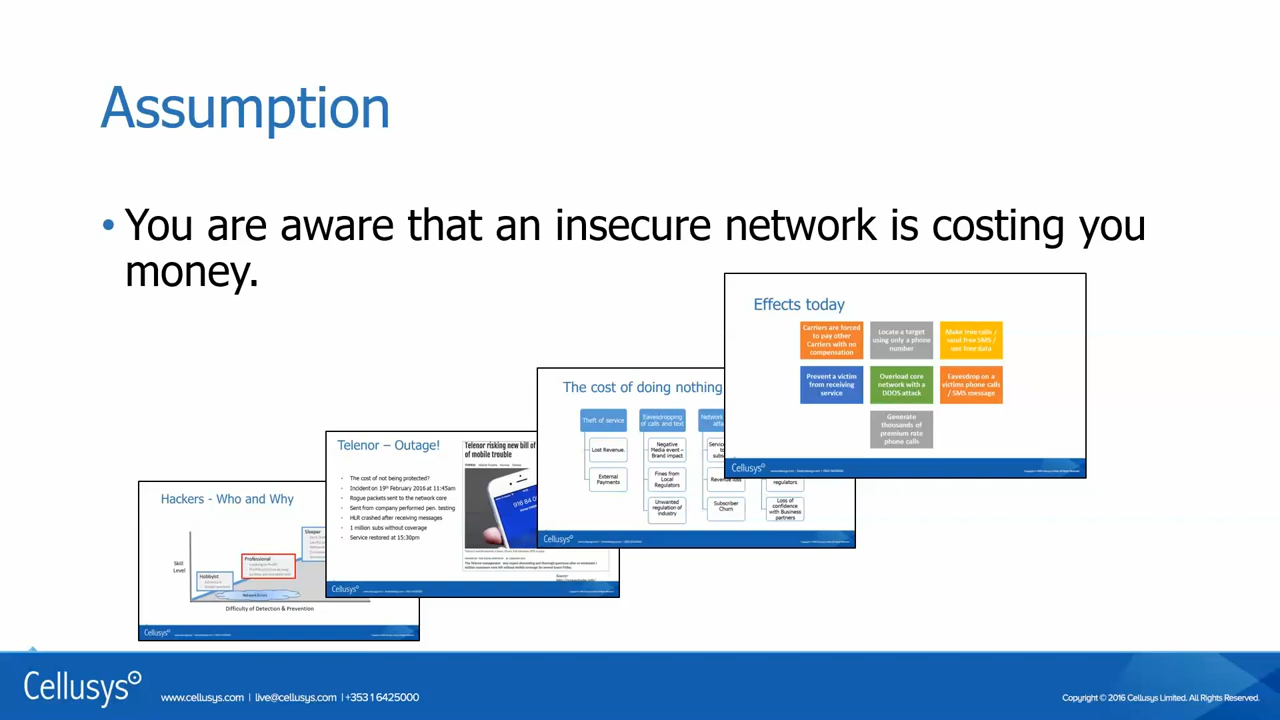 Assumption
• You are aware that an insecure network is costing you
money.
Effects today
Carriers are forced
to pay other
Carriers with no
compensation
Locate a target
using only a phone
number
Make free calls /
send free SMS /
use free data
Prevent a victim
from receiving
service
Overload core
network with a
DDOS attack
Eavesdrop on a
victims phone calls
/ SMS message
Generate
thousands of
premium rate
phone calls
Cellusys
The cost of doing nothing
Theft of service
Eavesdropping
of calls and text
Network
Lost Revenue.
External
Payments
Negative
Media event –
Brand impact
Fines from
Local
Regulators
Unwanted
regulation of
industry
Revenue loss
Subscriber
Churn
regulators
Loss of
confidence
with Business
partners
Cellusys
Telenor – Outage!
• The cost of not being protected?
• Incident on 19th February 2016 at 11:45am
• Rogue packets sent to the network core
• Sent from company performed pen. testing
• HLR crashed after receiving messages
• 1 million subs without coverage
• Service restored at 15:30pm
Telenor risking new bill of
of mobile trouble
Source:
Cellusys
Hackers - Who and Why
Skill
Level
Hobbyist
Professional
Sleeper
Network Errors
Difficulty of Detection & Prevention
Cellusys
Cellusys
www.cellusys.com | live@cellusys.com | +353 1 6425000
Copyright © 2016 Cellusys Limited. All Rights Reserved.